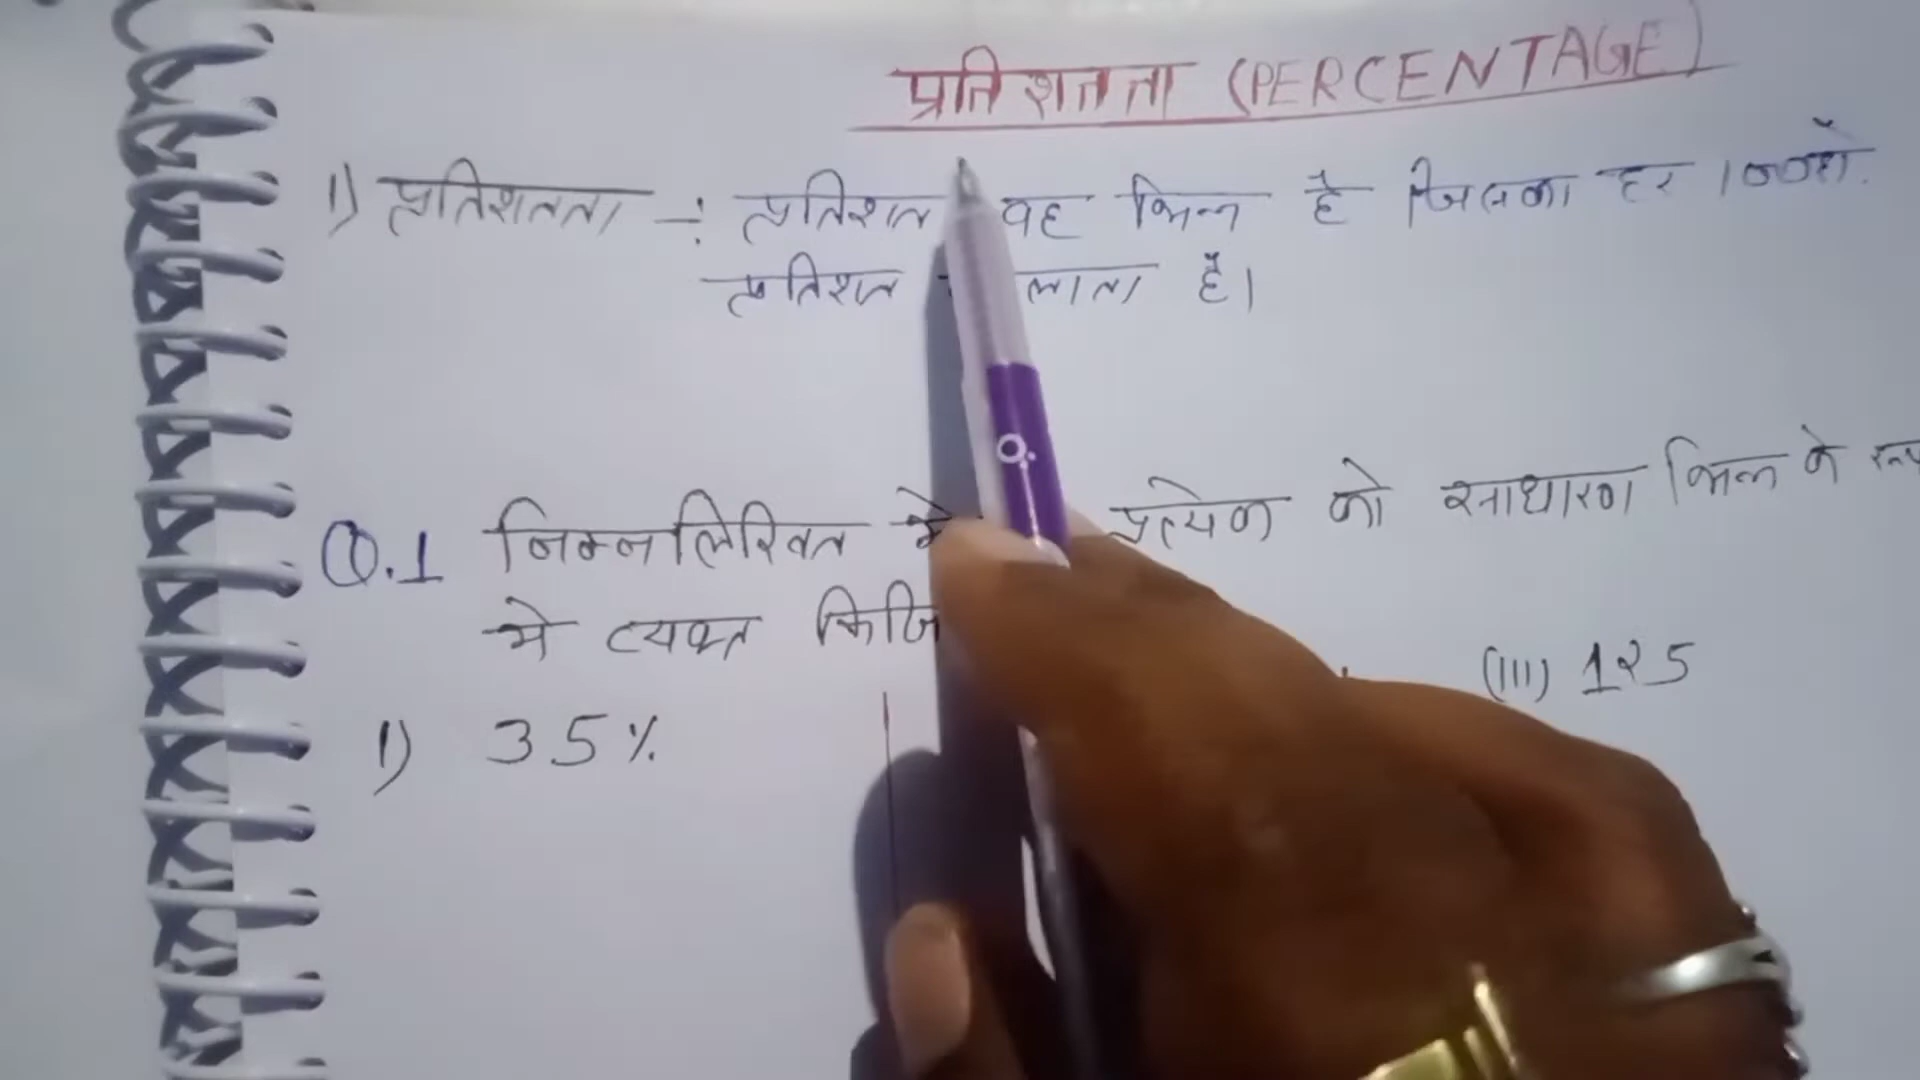 प्रतिशतता (PERCENTAGE)
1) प्रतिशतता -: प्रतिशत वह भिन्न है जिसका हर 100 हो.
प्रतिशत लाता है।
Q.1 निम्नलिखित प्रत्येक को साधारण भिन्न के
मे व्यक्त किजि
1) 35%
(III) 125